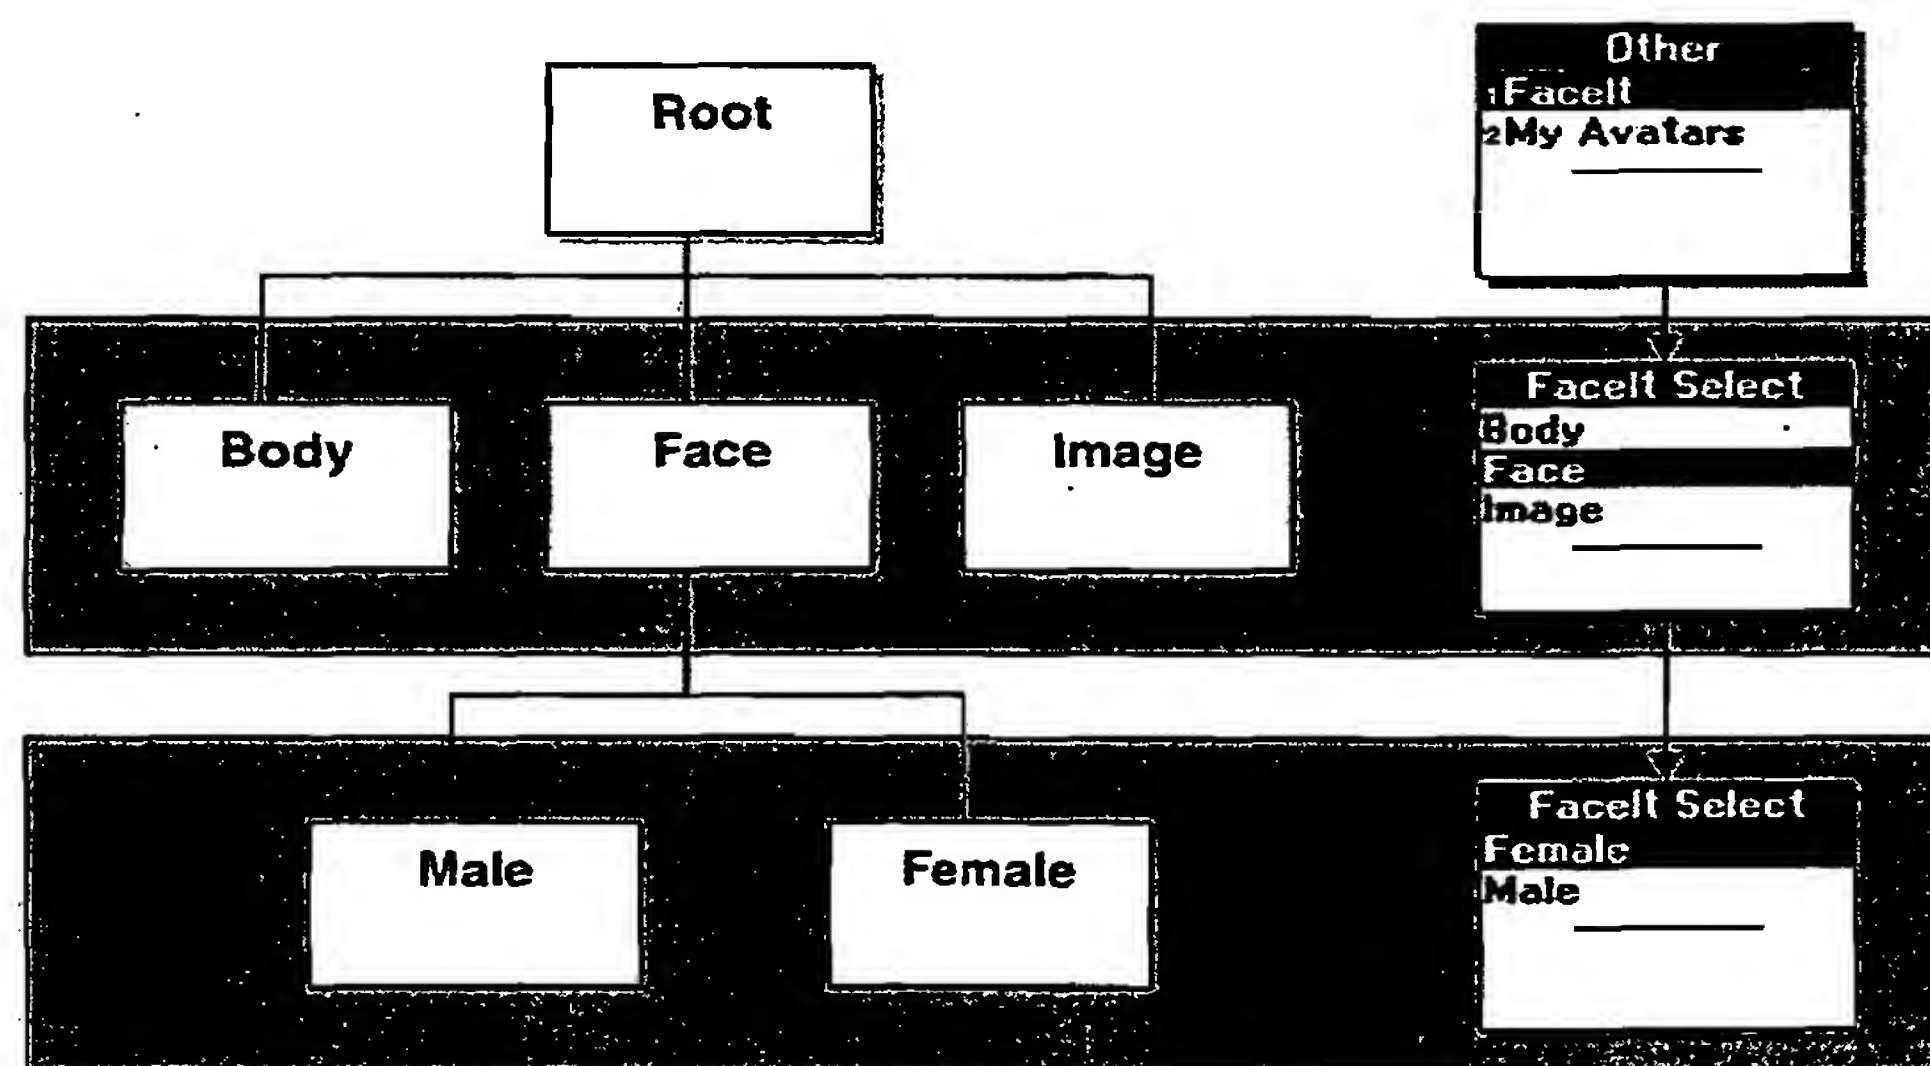 Root
Other
1FaceIt
2My Avatars
Body
Face
Image
FaceIt Select
Body
Face
Image
Male
Female
FaceIt Select
Female
Male